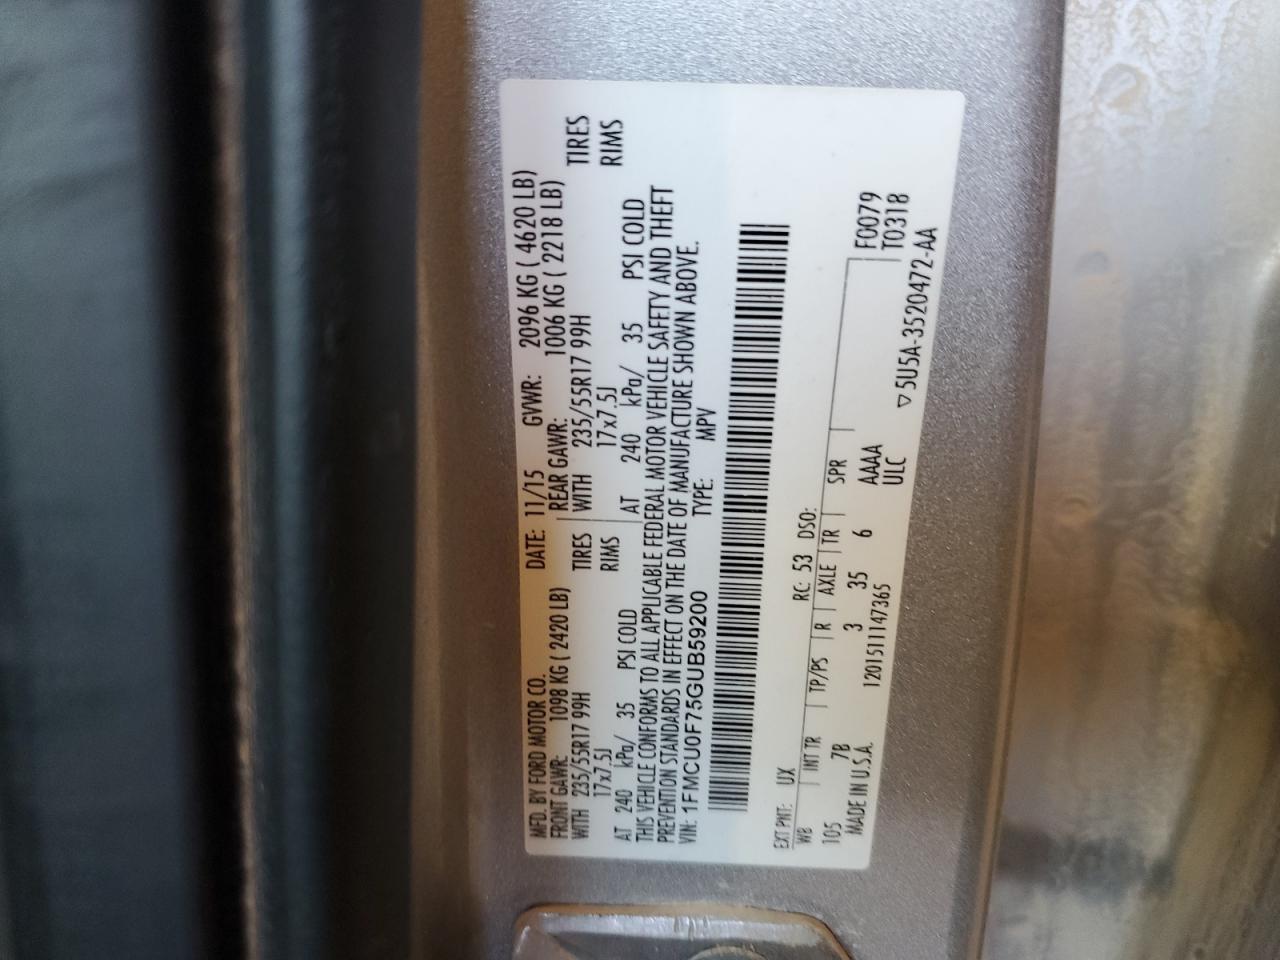 MFD. BY FORD MOTOR CO. DATE: 11/15 GVWR: 2096 KG ( 4620 LB)
FRONT GAWR: 1098 KG ( 2420 LB) REAR GAWR: 1006 KG ( 2218 LB)
WITH 235/55R17 99H TIRES WITH 235/55R17 99H TIRES
17x7.5J RIMS 17x7.5J RIMS
AT 240 kPa/ 35 PSI COLD AT 240 kPa/ 35 PSI COLD
THIS VEHICLE CONFORMS TO ALL APPLICABLE FEDERAL MOTOR VEHICLE SAFETY AND THEFT
PREVENTION STANDARDS IN EFFECT ON THE DATE OF MANUFACTURE SHOWN ABOVE.
VIN: 1FMCU0F75GUB59200 TYPE: MPV
EXT PNT: UX RC: 53 DSO:
WB INT TR TP/PS R AXLE TR SPR
105 7B 3 35 6 AAAA F0079
ULC T0318
MADE IN U.S.A. 1201511147365
▽5U5A-3520472-AA